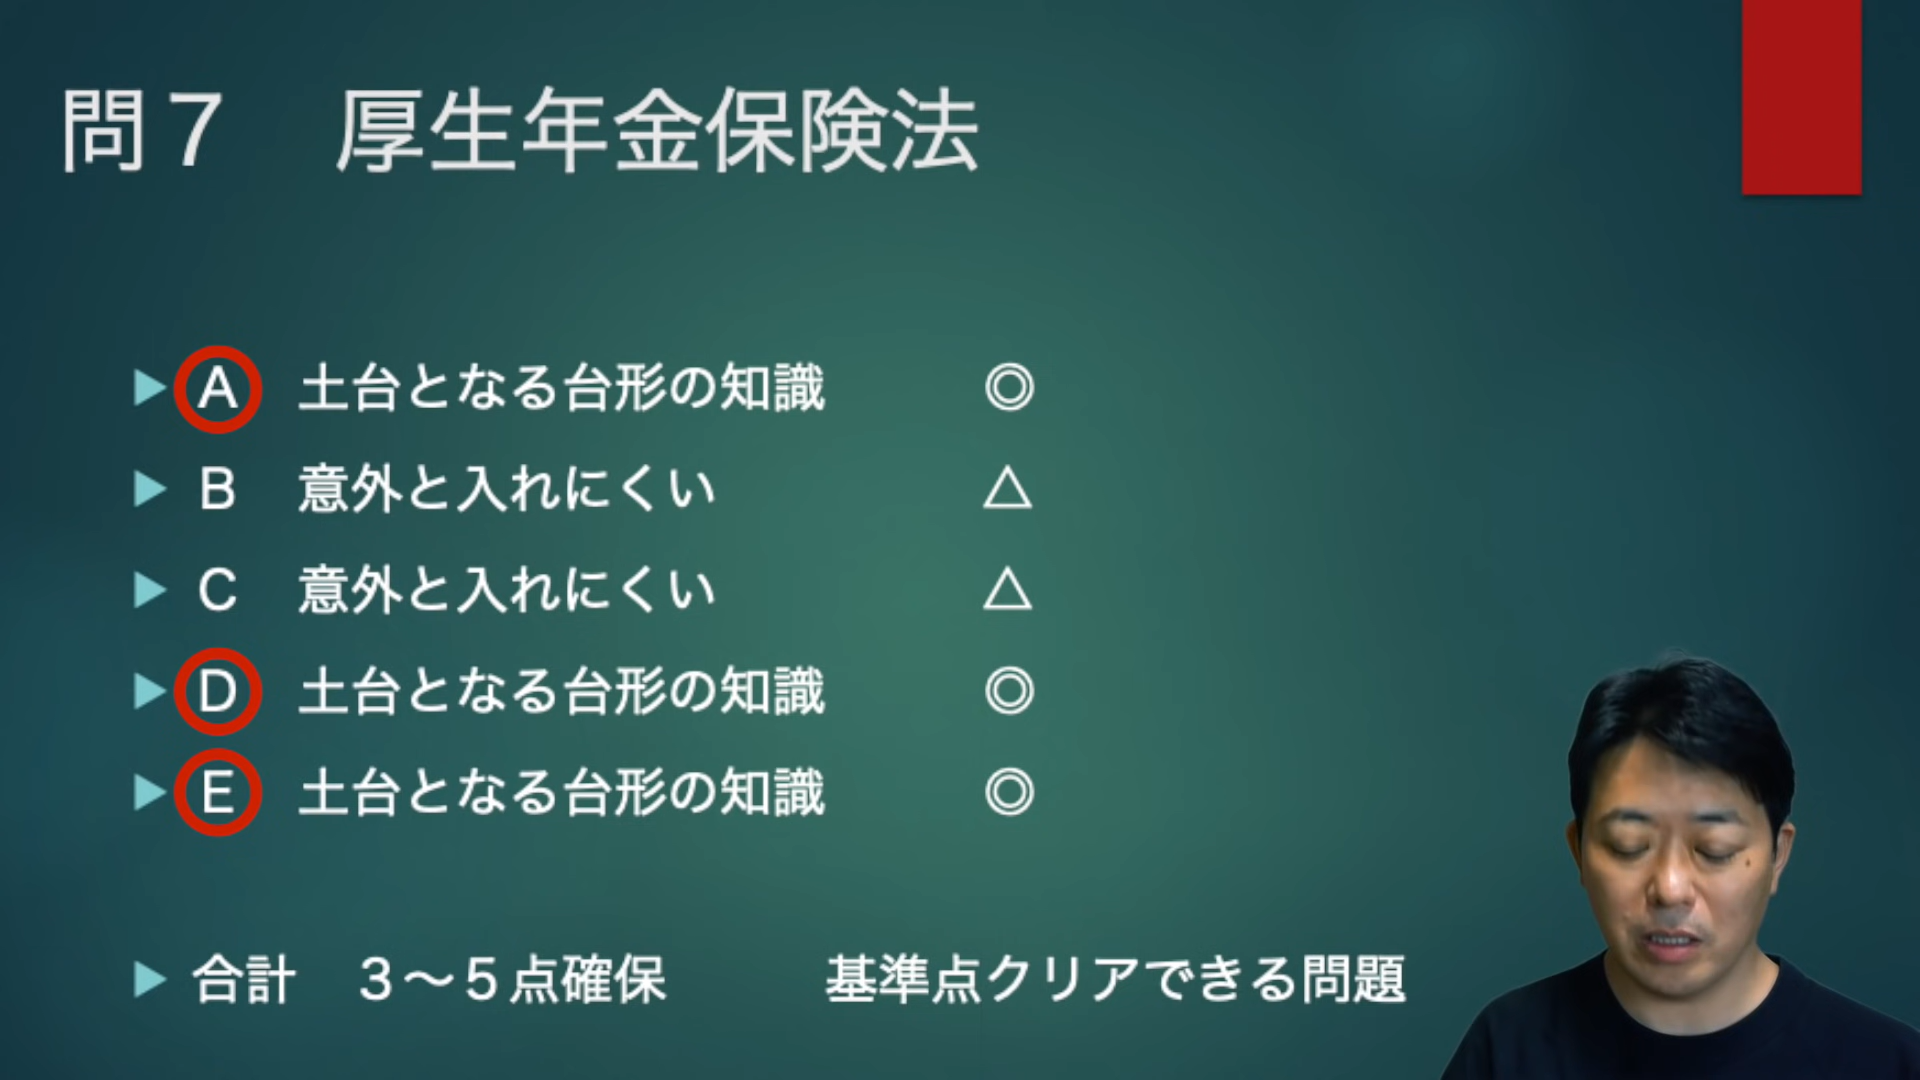 問７　厚生年金保険法
A　土台となる台形の知識　◎
B　意外と入れにくい　△
C　意外と入れにくい　△
D　土台となる台形の知識　◎
E　土台となる台形の知識　◎
合計　３～５点確保　基準点クリアできる問題